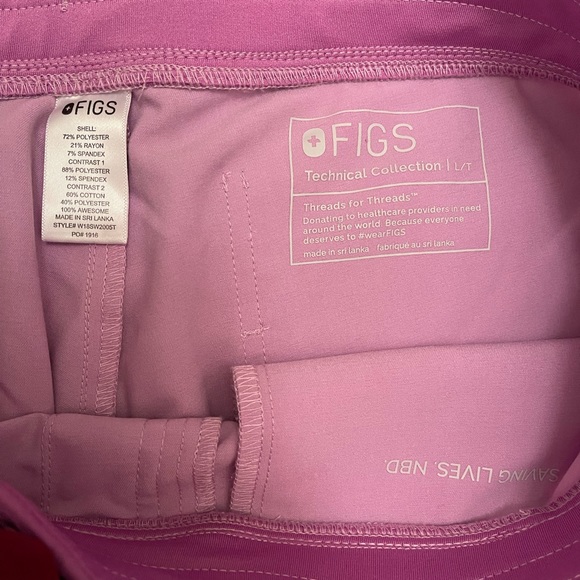 FIGS
SHELL:
72% POLYESTER
21% RAYON
7% SPANDEX
CONTRAST 1
88% POLYESTER
12% SPENDEX
CONTRAST 2
60% COTTON
40% POLYESTER
100% AWESOME
MADE IN SRI LANKA
STYLE# W18SW2005T
PO# 1916
FIGS
Technical Collection | L/T
Threads for Threads™
Donating to healthcare providers in need
around the world. Because everyone
deserves to #wearFIGS
made in sri lanka fabriqué au sri lanka
SAVING LIVES. NBD.